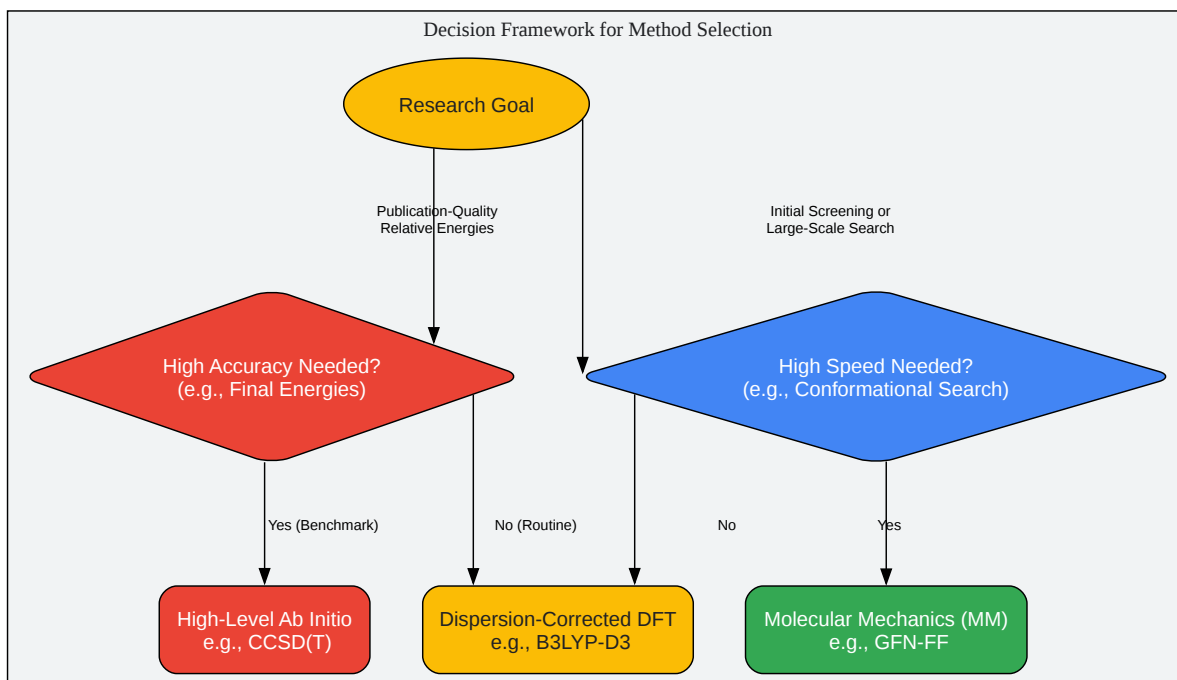 Decision Framework for Method Selection
Research Goal
Publication-Quality
Relative Energies
Initial Screening or
Large-Scale Search
High Accuracy Needed?
(e.g., Final Energies)
High Speed Needed?
(e.g., Conformational Search)
Yes (Benchmark)
No (Routine)
No
Yes
High-Level Ab Initio
e.g., CCSD(T)
Dispersion-Corrected DFT
e.g., B3LYP-D3
Molecular Mechanics (MM)
e.g., GFN-FF